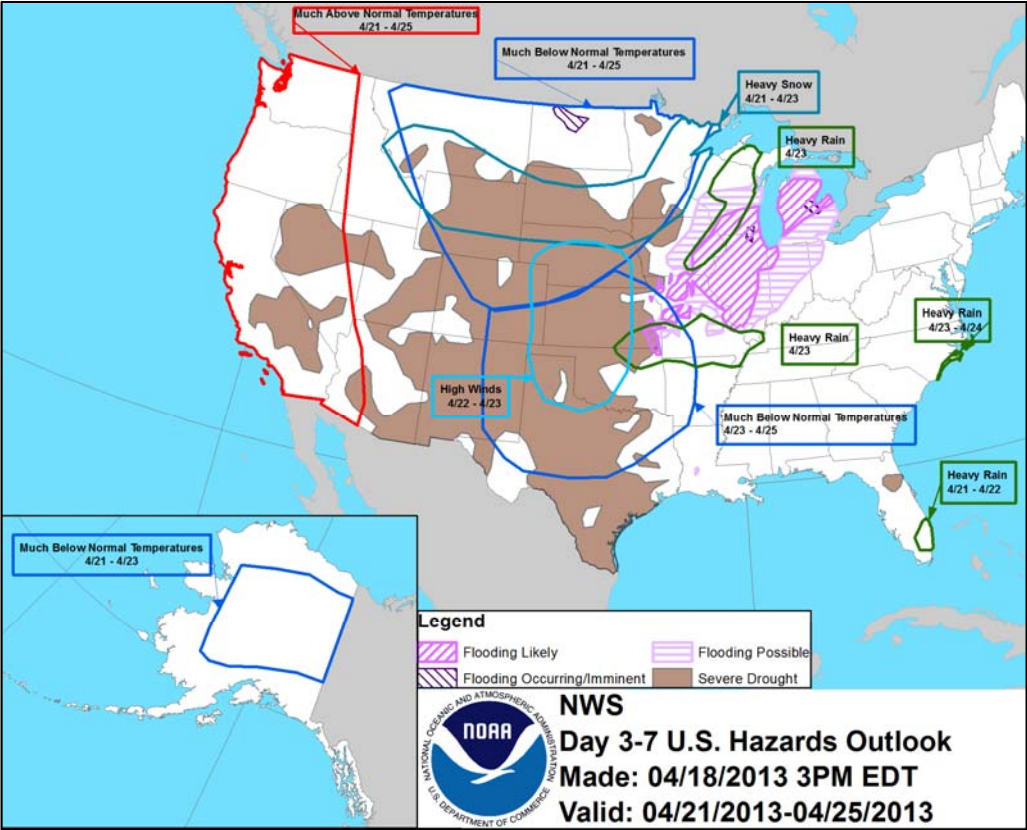 Much Above Normal Temperatures
4/21 - 4/25
Much Below Normal Temperatures
4/21 - 4/25
Heavy Snow
4/21 - 4/23
Heavy Rain
4/23
Heavy Rain
4/23 - 4/24
Heavy Rain
4/23
High Winds
4/22 - 4/23
Much Below Normal Temperatures
4/23 - 4/25
Heavy Rain
4/21 - 4/22
Much Below Normal Temperatures
4/21 - 4/23
Legend
Flooding Likely
Flooding Possible
Flooding Occurring/Imminent
Severe Drought
NATIONAL OCEANIC AND ATMOSPHERIC ADMINISTRATION
NOAA
U.S. DEPARTMENT OF COMMERCE
NWS
Day 3-7 U.S. Hazards Outlook
Made: 04/18/2013 3PM EDT
Valid: 04/21/2013-04/25/2013